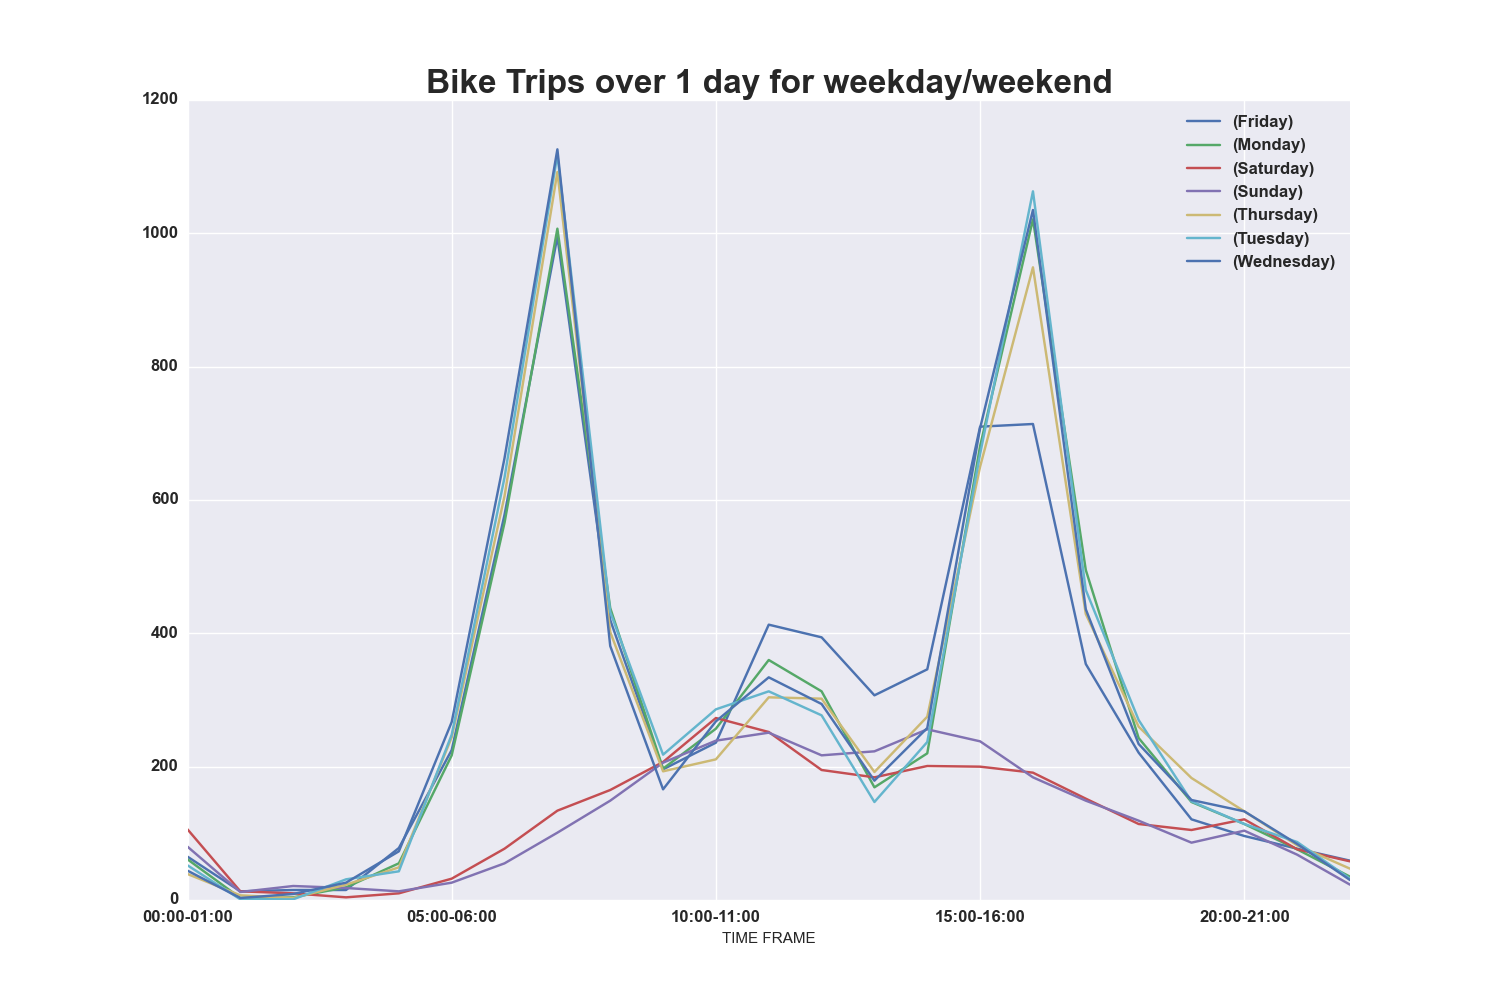 Bike Trips over 1 day for weekday/weekend
1200
1000
800
600
400
200
0
(Friday)
(Monday)
(Saturday)
(Sunday)
(Thursday)
(Tuesday)
(Wednesday)
00:00-01:00 05:00-06:00 10:00-11:00 15:00-16:00 20:00-21:00
TIME FRAME